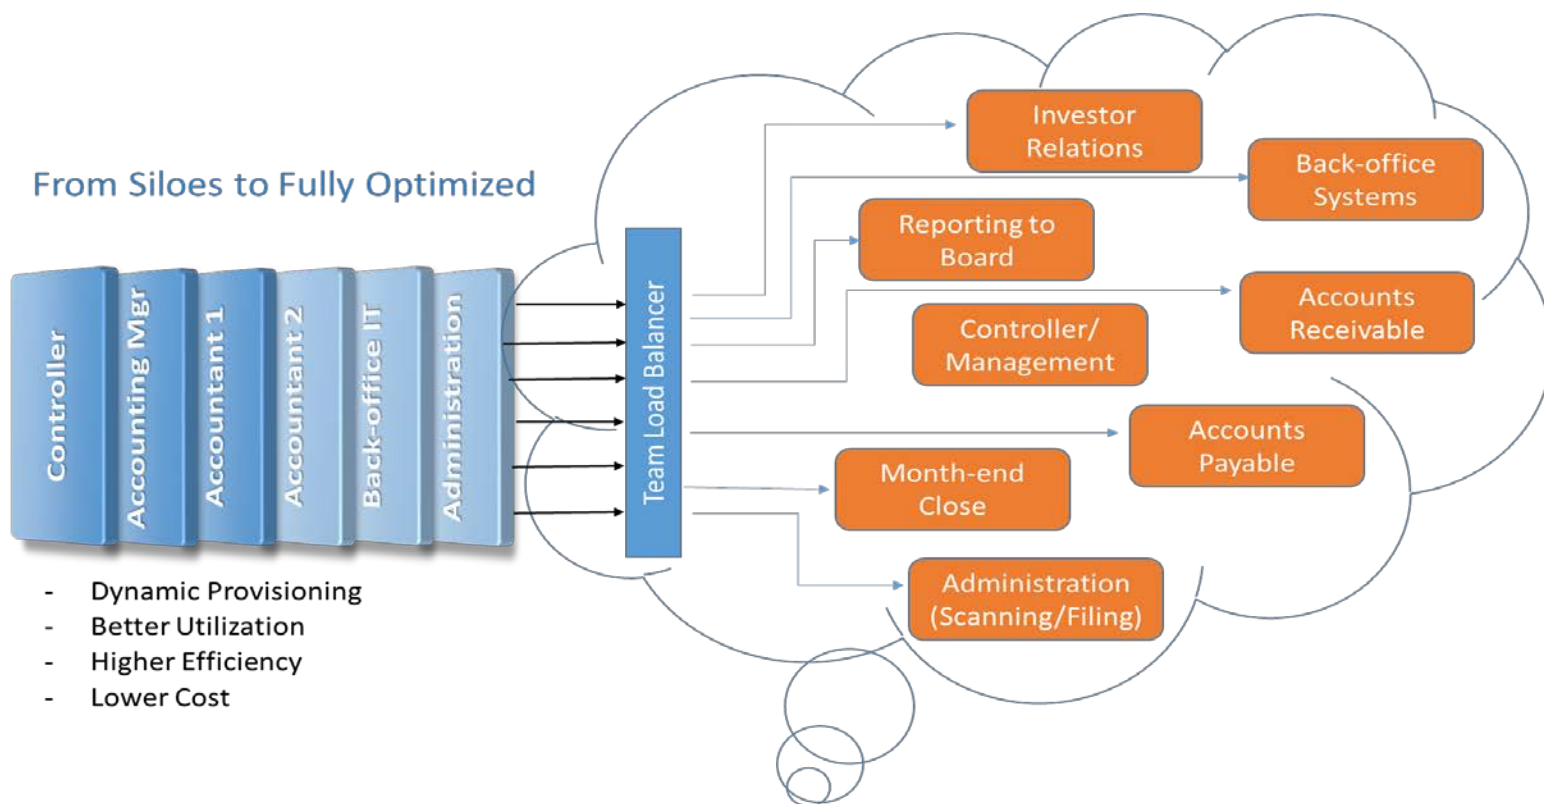 From Siloes to Fully Optimized
Controller
Accounting Mgr
Accountant 1
Accountant 2
Back-office IT
Administration
- Dynamic Provisioning
- Better Utilization
- Higher Efficiency
- Lower Cost
Team Load Balancer
Investor
Relations
Back-office
Systems
Reporting to
Board
Accounts
Receivable
Controller/
Management
Accounts
Payable
Month-end
Close
Administration
(Scanning/Filing)